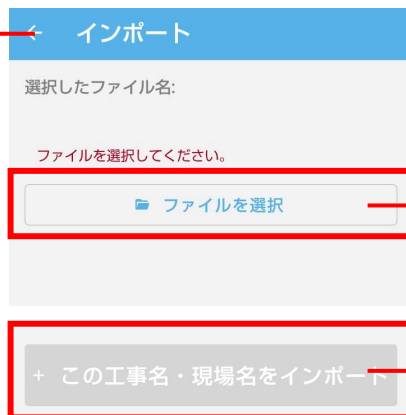 ← インポート
選択したファイル名:
ファイルを選択してください。
ファイルを選択
+ この工事名・現場名をインポート